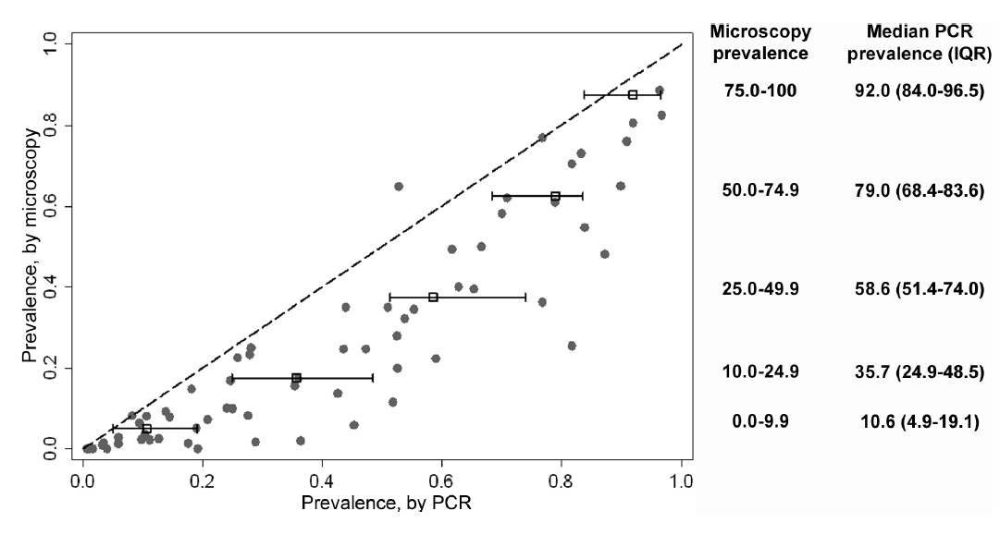 Microscopy prevalence Median PCR prevalence (IQR)
75.0-100 92.0 (84.0-96.5)
50.0-74.9 79.0 (68.4-83.6)
25.0-49.9 58.6 (51.4-74.0)
10.0-24.9 35.7 (24.9-48.5)
0.0-9.9 10.6 (4.9-19.1)
Prevalence, by microscopy
1.0
0.8
0.6
0.4
0.2
0.0
0.0 0.2 0.4 0.6 0.8 1.0
Prevalence, by PCR